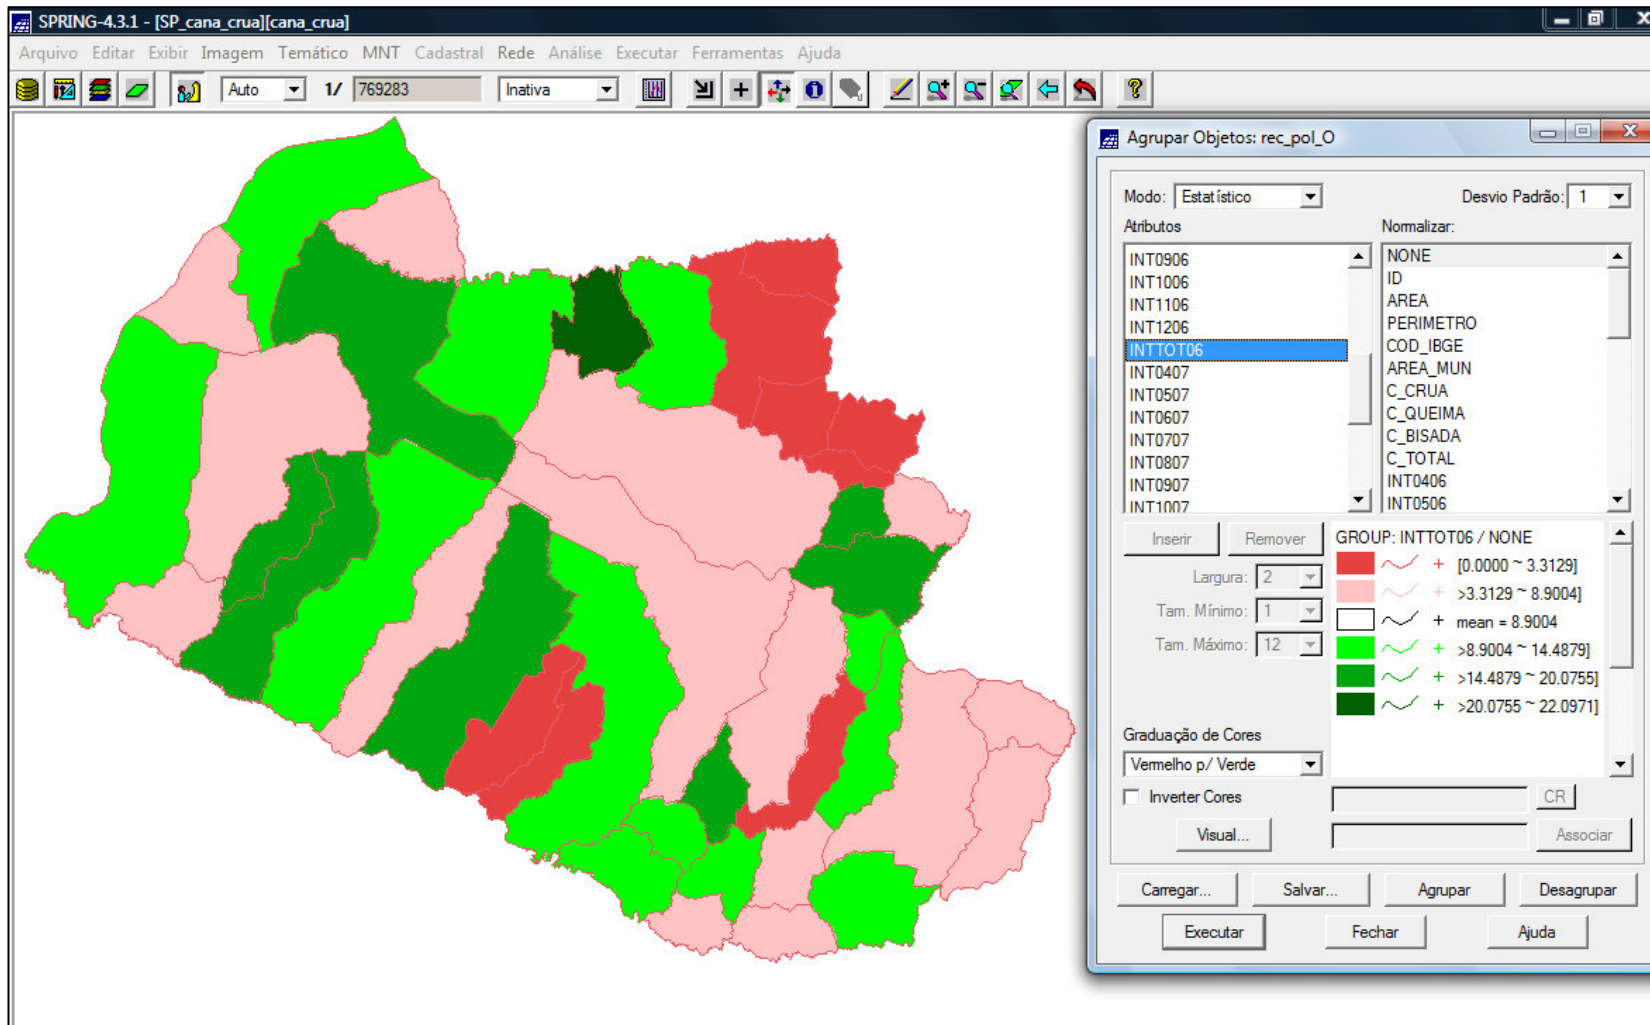 SPRING-4.3.1 - [SP_cana_crua][cana_crua]
Arquivo Editar Exibir Imagem Temático MNT Cadastral Rede Análise Executar Ferramentas Ajuda
Auto 1/ 769283 Inativa
Agrupar Objetos: rec_pol_O
Modo: Estatístico Desvio Padrão: 1
Atributos Normalizar:
INT0906
INT1006
INT1106
INT1206
INTTOT06
INT0407
INT0507
INT0607
INT0707
INT0807
INT0907
INT1007
NONE
ID
AREA
PERIMETRO
COD_IBGE
AREA_MUN
C_CRUA
C_QUEIMA
C_BISADA
C_TOTAL
INT0406
INT0506
Inserir Remover
Largura: 2
Tam. Mínimo: 1
Tam. Máximo: 12
GROUP: INTTOT06 / NONE
[0.0000 ~ 3.3129]
>3.3129 ~ 8.9004]
mean = 8.9004
>8.9004 ~ 14.4879]
>14.4879 ~ 20.0755]
>20.0755 ~ 22.0971]
Graduação de Cores
Vermelho p/ Verde
Inverter Cores CR
Visual... Associar
Carregar... Salvar... Agrupar Desagrupar
Executar Fechar Ajuda